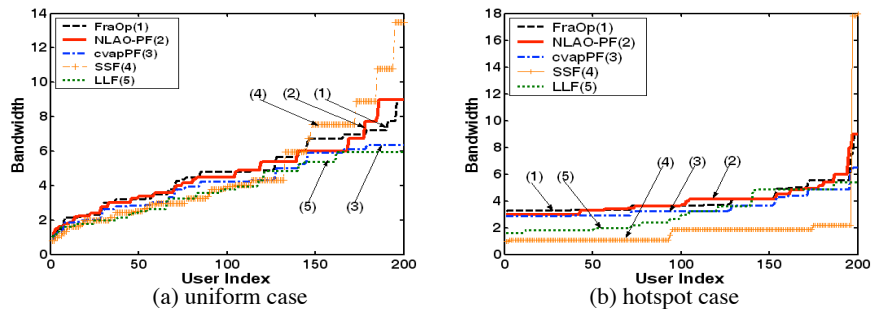 14
12
10
8
6
4
2
0
Bandwidth
FraOp(1)
NLAO-PF(2)
cvapPF(3)
SSF(4)
LLF(5)
(4)
(2)
(1)
(5)
(3)
0
50
100
150
200
User Index
(a) uniform case
18
16
14
12
10
8
6
4
2
0
Bandwidth
FraOp(1)
NLAO-PF(2)
cvapPF(3)
SSF(4)
LLF(5)
(1)
(5)
(4)
(3)
(2)
0
50
100
150
200
User Index
(b) hotspot case